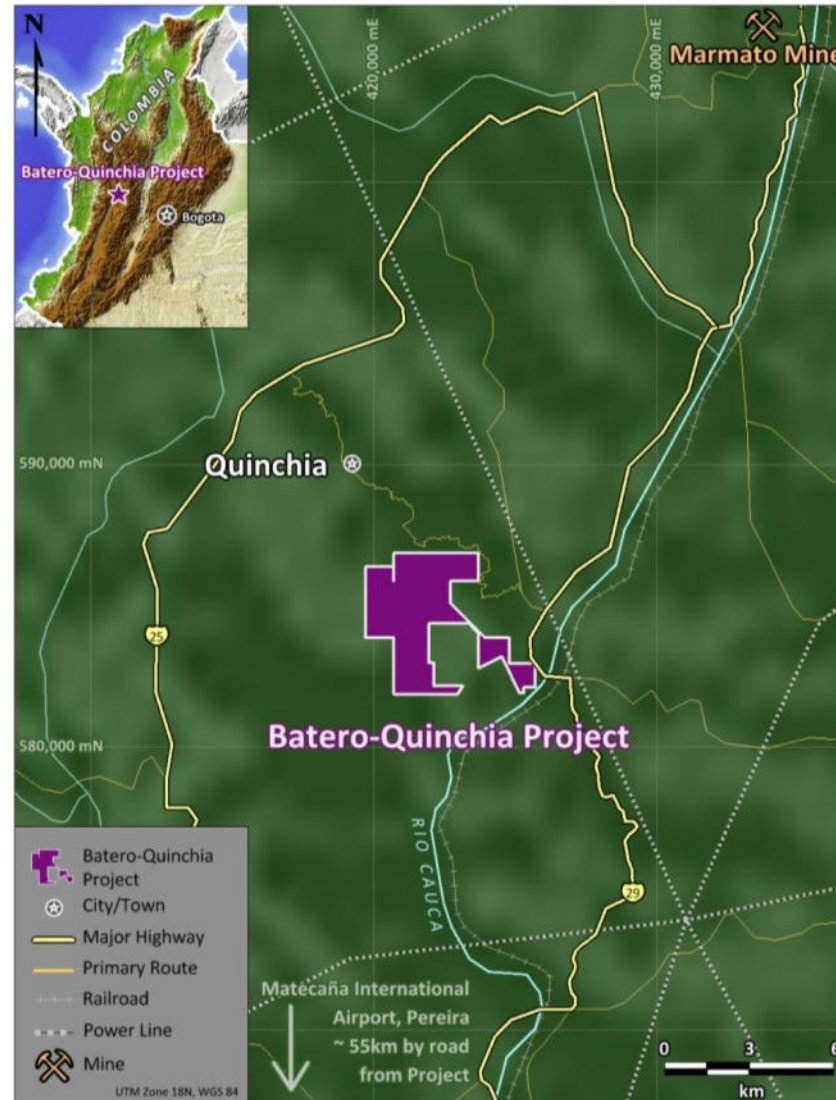 N
COLOMBIA
Batero-Quinchia Project
Bogota
420,000 mE
430,000 mE
Marmato Mine
590,000 mN
Quinchia
25
Batero-Quinchia Project
580,000 mN
RIO CAUCA
29
Batero-Quinchia
Project
City/Town
Major Highway
Primary Route
Railroad
Power Line
Mine
UTM Zone 18N, WGS 84
Matecaña International
Airport, Pereira
~ 55km by road
from Project
0 3 6
km